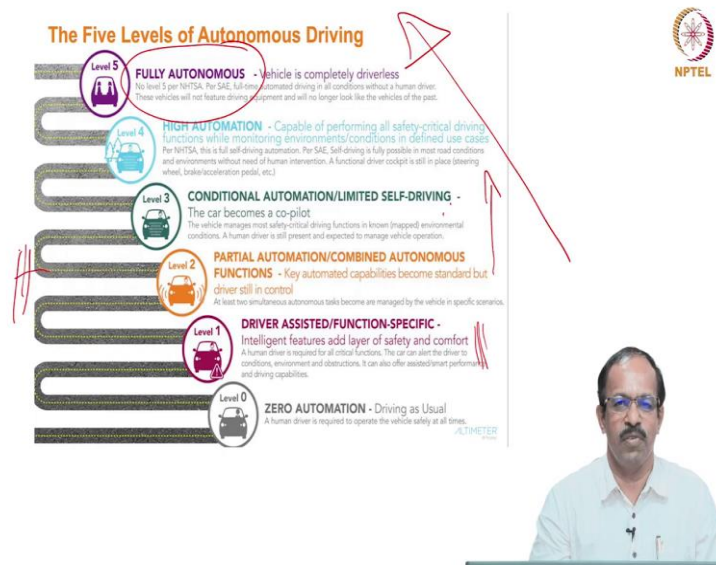 The Five Levels of Autonomous Driving
NPTEL
Level 5
FULLY AUTONOMOUS - Vehicle is completely driverless
No level 5 per NHTSA. Per SAE, full-time automated driving in all conditions without a human driver.
These vehicles will not feature driving equipment and will no longer look like the vehicles of the past.
Level 4
HIGH AUTOMATION - Capable of performing all safety-critical driving
functions while monitoring environments/conditions in defined use cases
Per NHTSA, this is full self-driving automation. Per SAE, Self-driving is fully possible in most road conditions
and environments without need of human intervention. A functional driver cockpit is still in place (steering
wheel, brake/acceleration pedal, etc.)
Level 3
CONDITIONAL AUTOMATION/LIMITED SELF-DRIVING -
The car becomes a co-pilot
The vehicle manages most safety-critical driving functions in known (mapped) environmental
conditions. A human driver is still present and expected to manage vehicle operation.
Level 2
PARTIAL AUTOMATION/COMBINED AUTONOMOUS
FUNCTIONS - Key automated capabilities become standard but
driver still in control
At least two simultaneous autonomous tasks become are managed by the vehicle in specific scenarios.
Level 1
DRIVER ASSISTED/FUNCTION-SPECIFIC -
Intelligent features add layer of safety and comfort
A human driver is required for all critical functions. The car can alert the driver to
conditions, environment and obstructions. It can also offer assisted/smart performance
and driving capabilities.
Level 0
ZERO AUTOMATION - Driving as Usual
A human driver is required to operate the vehicle safely at all times.
ALTIMETER